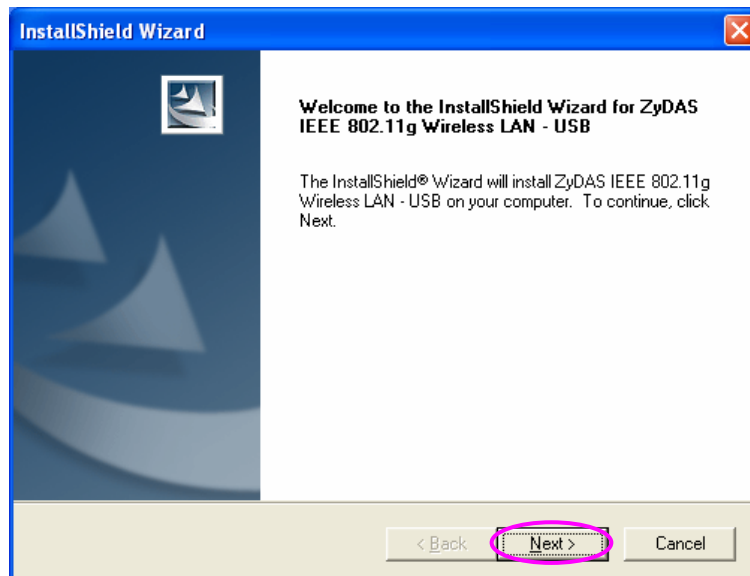 InstallShield Wizard
Welcome to the InstallShield Wizard for ZyDAS
IEEE 802.11g Wireless LAN - USB
The InstallShield® Wizard will install ZyDAS IEEE 802.11g
Wireless LAN - USB on your computer. To continue, click
Next.
< Back
Next >
Cancel